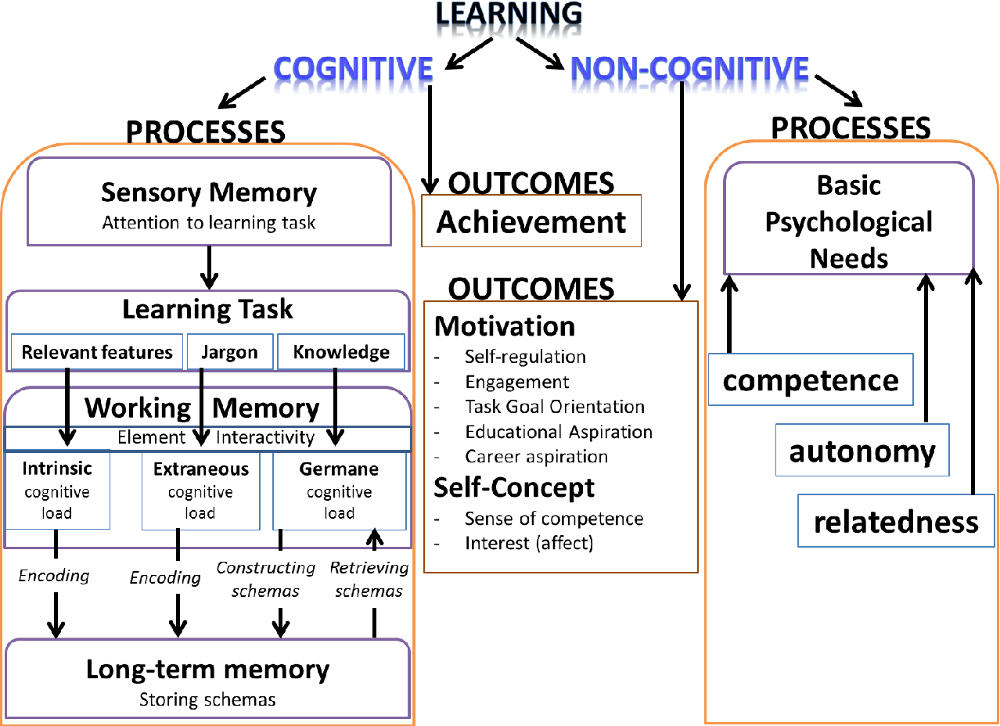 LEARNING
COGNITIVE
NON-COGNITIVE
PROCESSES
Sensory Memory
Attention to learning task
Learning Task
Relevant features
Jargon
Knowledge
Working Memory
Element Interactivity
Intrinsic
cognitive
load
Extraneous
cognitive
load
Germane
cognitive
load
Encoding
Encoding
Constructing
schemas
Retrieving
schemas
Long-term memory
Storing schemas
OUTCOMES
Achievement
OUTCOMES
Motivation
- Self-regulation
- Engagement
- Task Goal Orientation
- Educational Aspiration
- Career aspiration
Self-Concept
- Sense of competence
- Interest (affect)
PROCESSES
Basic
Psychological
Needs
competence
autonomy
relatedness